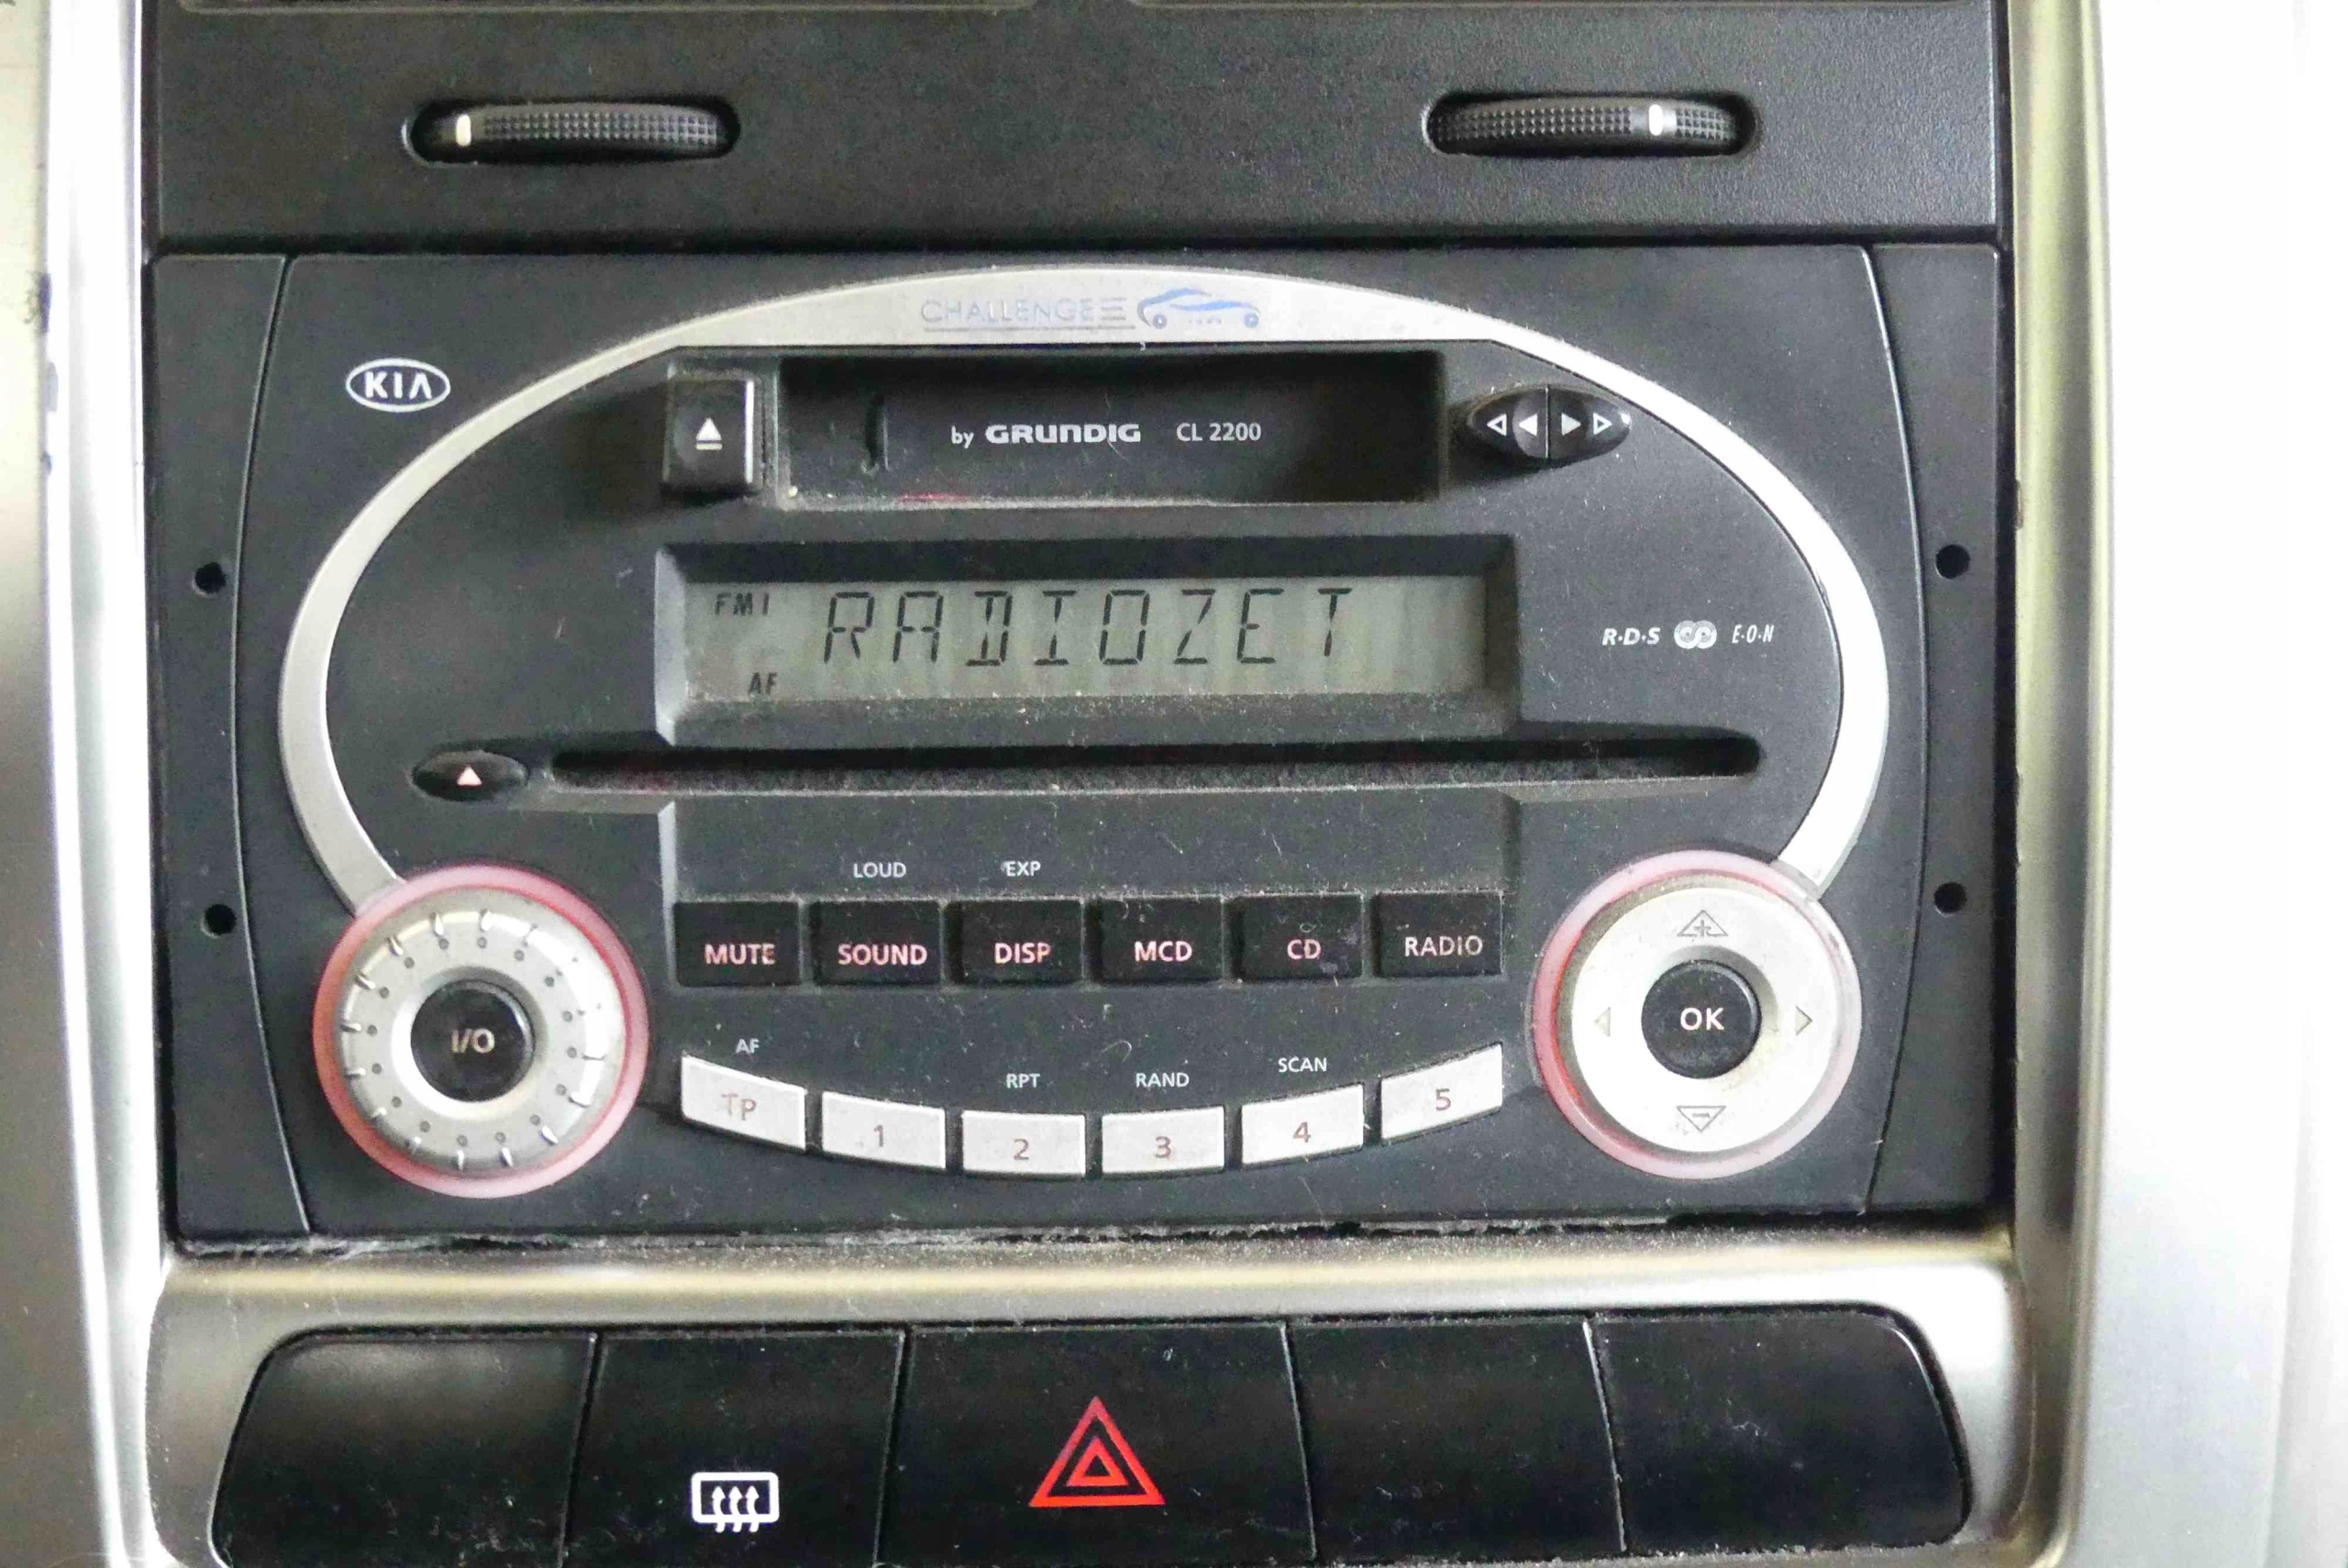 CHALLENGE
KIA
by GRUNDIG CL 2200
FM1
RADIOZET
AF
R·D·S E·O·N
LOUD EXP
MUTE SOUND DISP MCD CD RADIO
I/O
OK
AF RPT RAND SCAN
TP 1 2 3 4 5